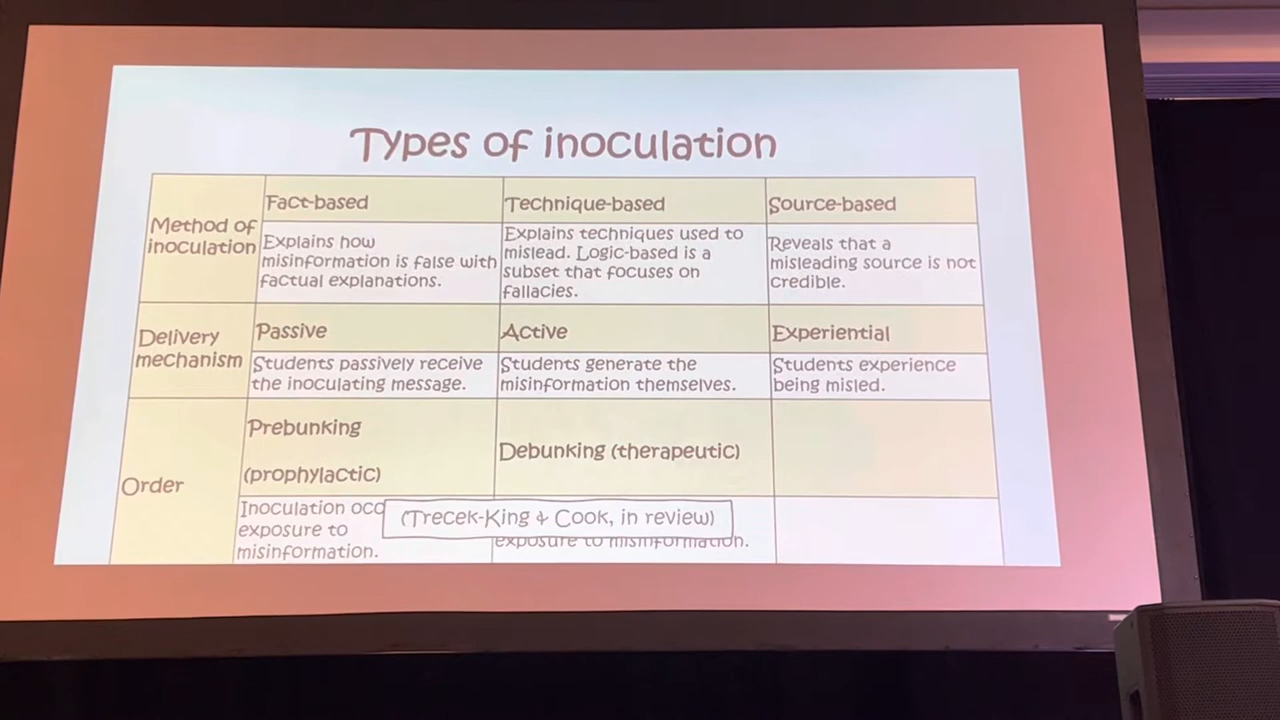 Types of inoculation
Method of
inoculation
Fact-based
Technique-based
Source-based
Explains how
misinformation is false with
factual explanations.
Explains techniques used to
mislead. Logic-based is a
subset that focuses on
fallacies.
Reveals that a
misleading source is not
credible.
Delivery
mechanism
Passive
Active
Experiential
Students passively receive
the inoculating message.
Students generate the
misinformation themselves.
Students experience
being misled.
Order
Prebunking
(prophylactic)
Debunking (therapeutic)
Inoculation
exposure to
misinformation.
(Trecek-King & Cook, in review)
exposure to misinformation.